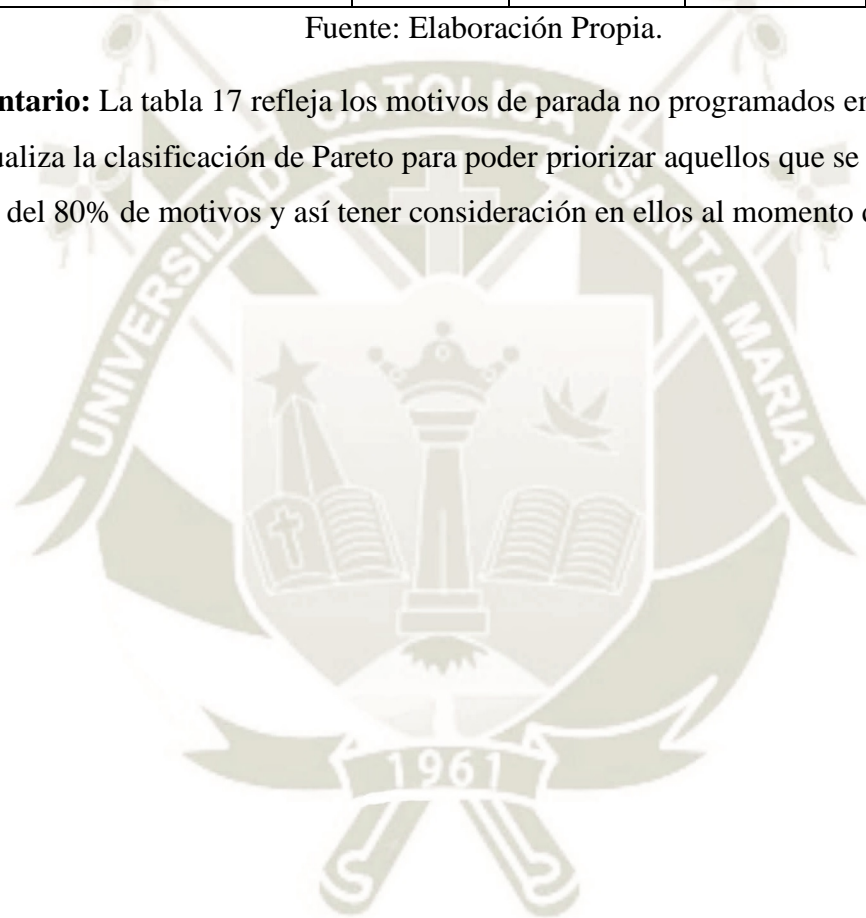 Fuente: Elaboración Propia.
ntario: La tabla 17 refleja los motivos de parada no programados en
ualiza la clasificación de Pareto para poder priorizar aquellos que se
del 80% de motivos y así tener consideración en ellos al momento
UNIVERSIDAD CATOLICA SANTA MARIA
1961